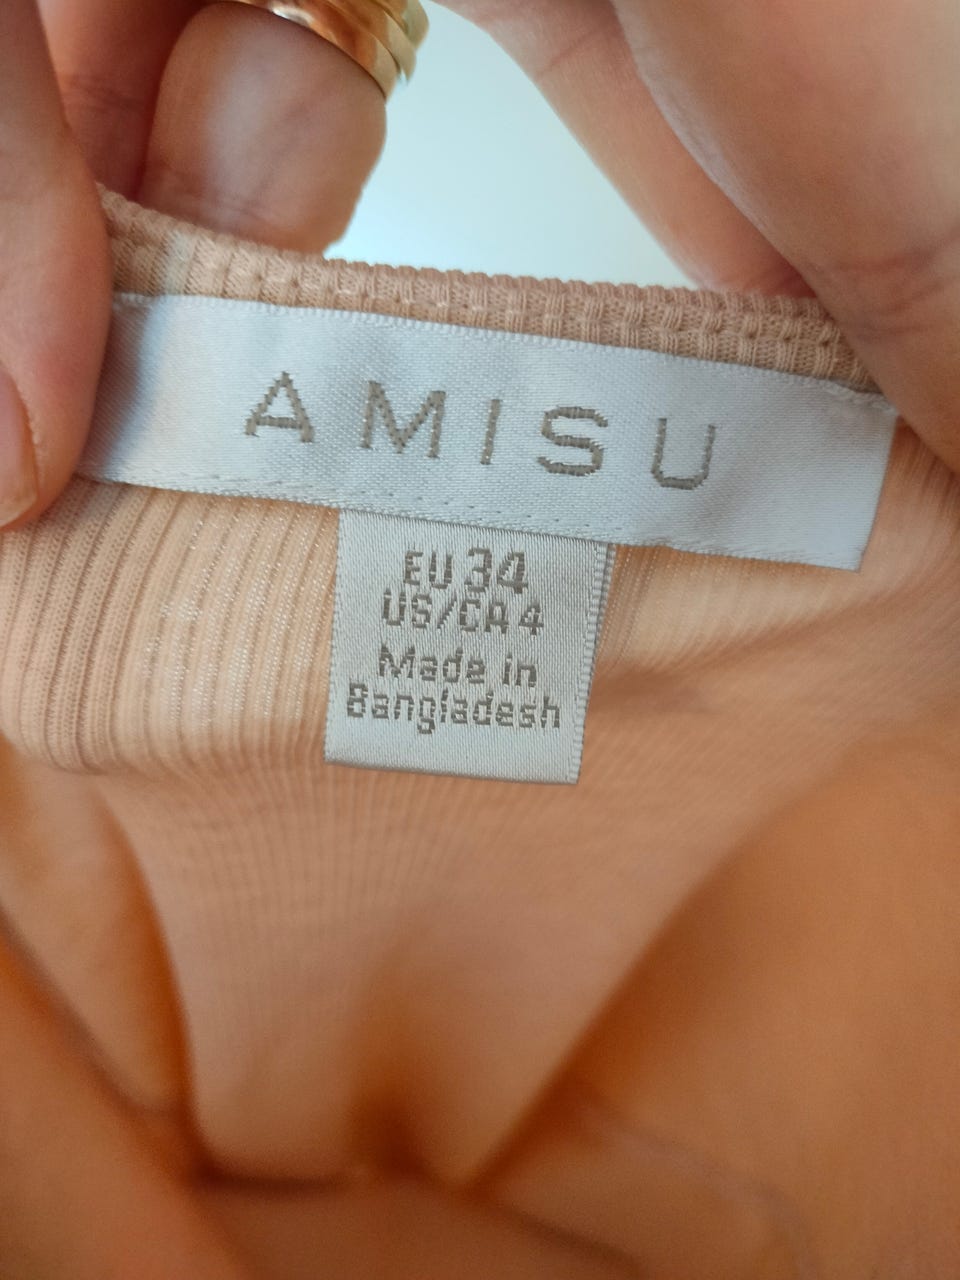 AMISU
EU 34
US/CA 4
Made in
Bangladesh